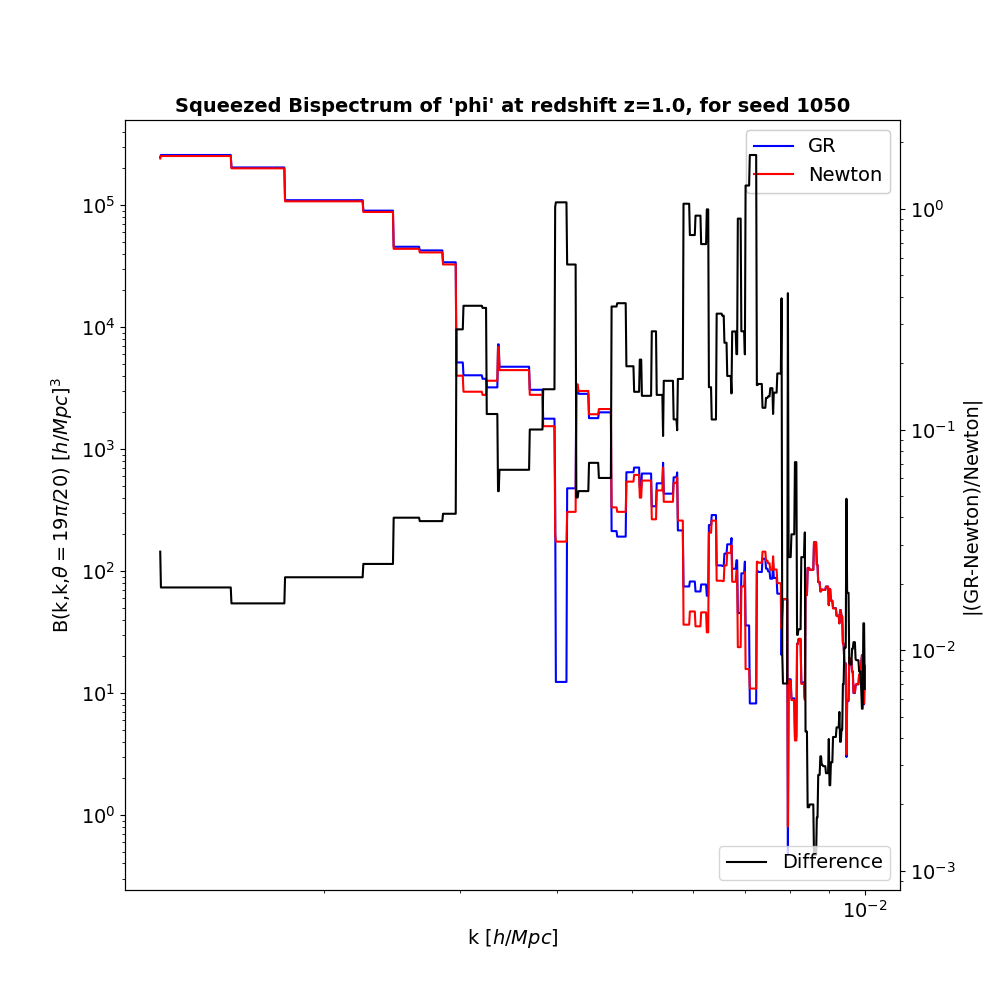 Squeezed Bispectrum of 'phi' at redshift z=1.0, for seed 1050
GR
Newton
10^5
10^4
10^3
10^2
10^1
10^0
B(k,k,θ = 19π/20) [h/Mpc]^3
10^0
10^-1
10^-2
10^-3
|(GR-Newton)/Newton|
Difference
10^-2
k [h/Mpc]